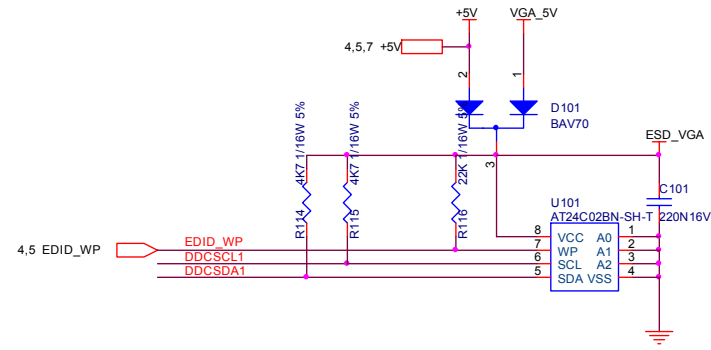 +5V VGA_5V
4,5,7 +5V
2 1
D101
BAV70
R114 4K7 1/16W 5%
R115 4K7 1/16W 5%
R116 22K 1/16W 5%
3
ESD_VGA
C101
220N16V
U101
AT24C02BN-SH-T
8 VCC A0 1
7 WP A1 2
6 SCL A2 3
5 SDA VSS 4
4,5 EDID_WP
EDID_WP
DDCSCL1
DDCSDA1